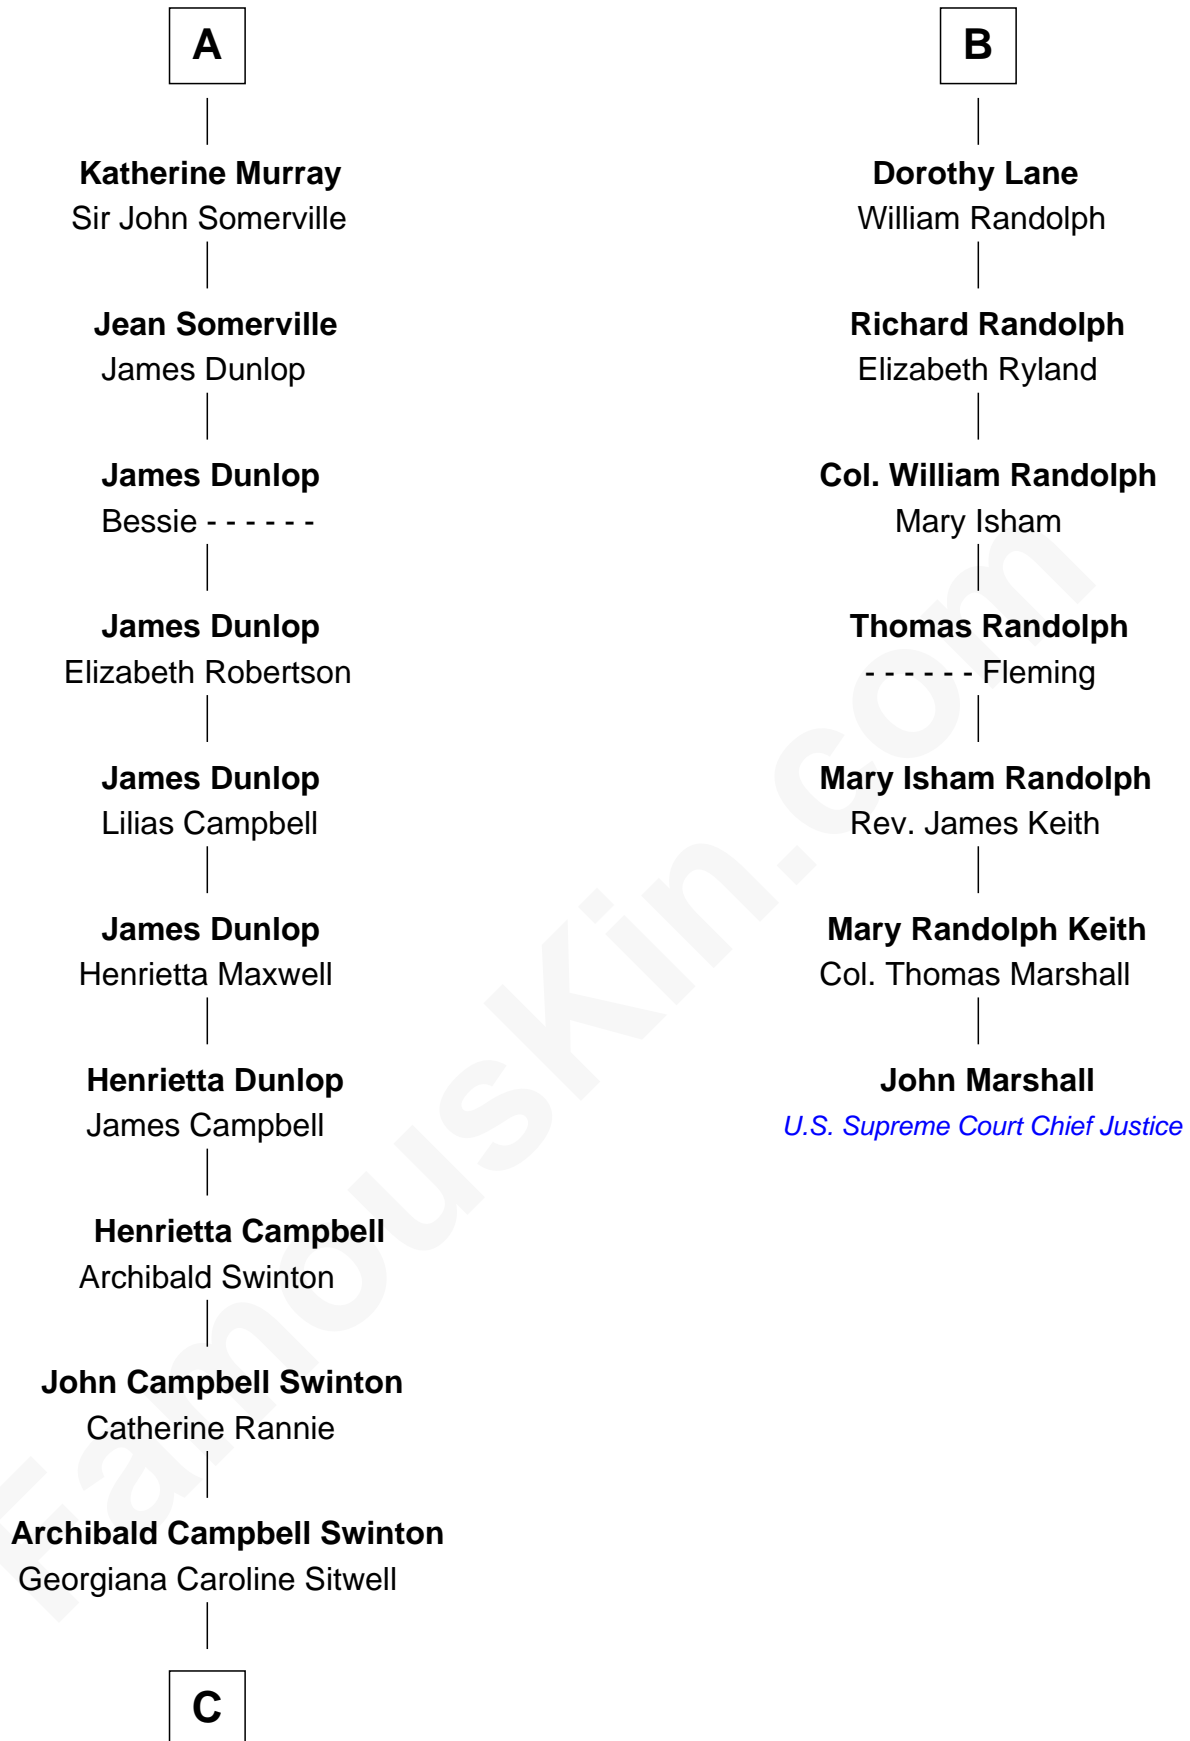 A
Katherine Murray
Sir John Somerville
Jean Somerville
James Dunlop
James Dunlop
Bessie - - - - - -
James Dunlop
Elizabeth Robertson
James Dunlop
Lilias Campbell
James Dunlop
Henrietta Maxwell
Henrietta Dunlop
James Campbell
Henrietta Campbell
Archibald Swinton
John Campbell Swinton
Catherine Rannie
Archibald Campbell Swinton
Georgiana Caroline Sitwell
C
B
Dorothy Lane
William Randolph
Richard Randolph
Elizabeth Ryland
Col. William Randolph
Mary Isham
Thomas Randolph
- - - - - - Fleming
Mary Isham Randolph
Rev. James Keith
Mary Randolph Keith
Col. Thomas Marshall
John Marshall
U.S. Supreme Court Chief Justice
FamousKin.com